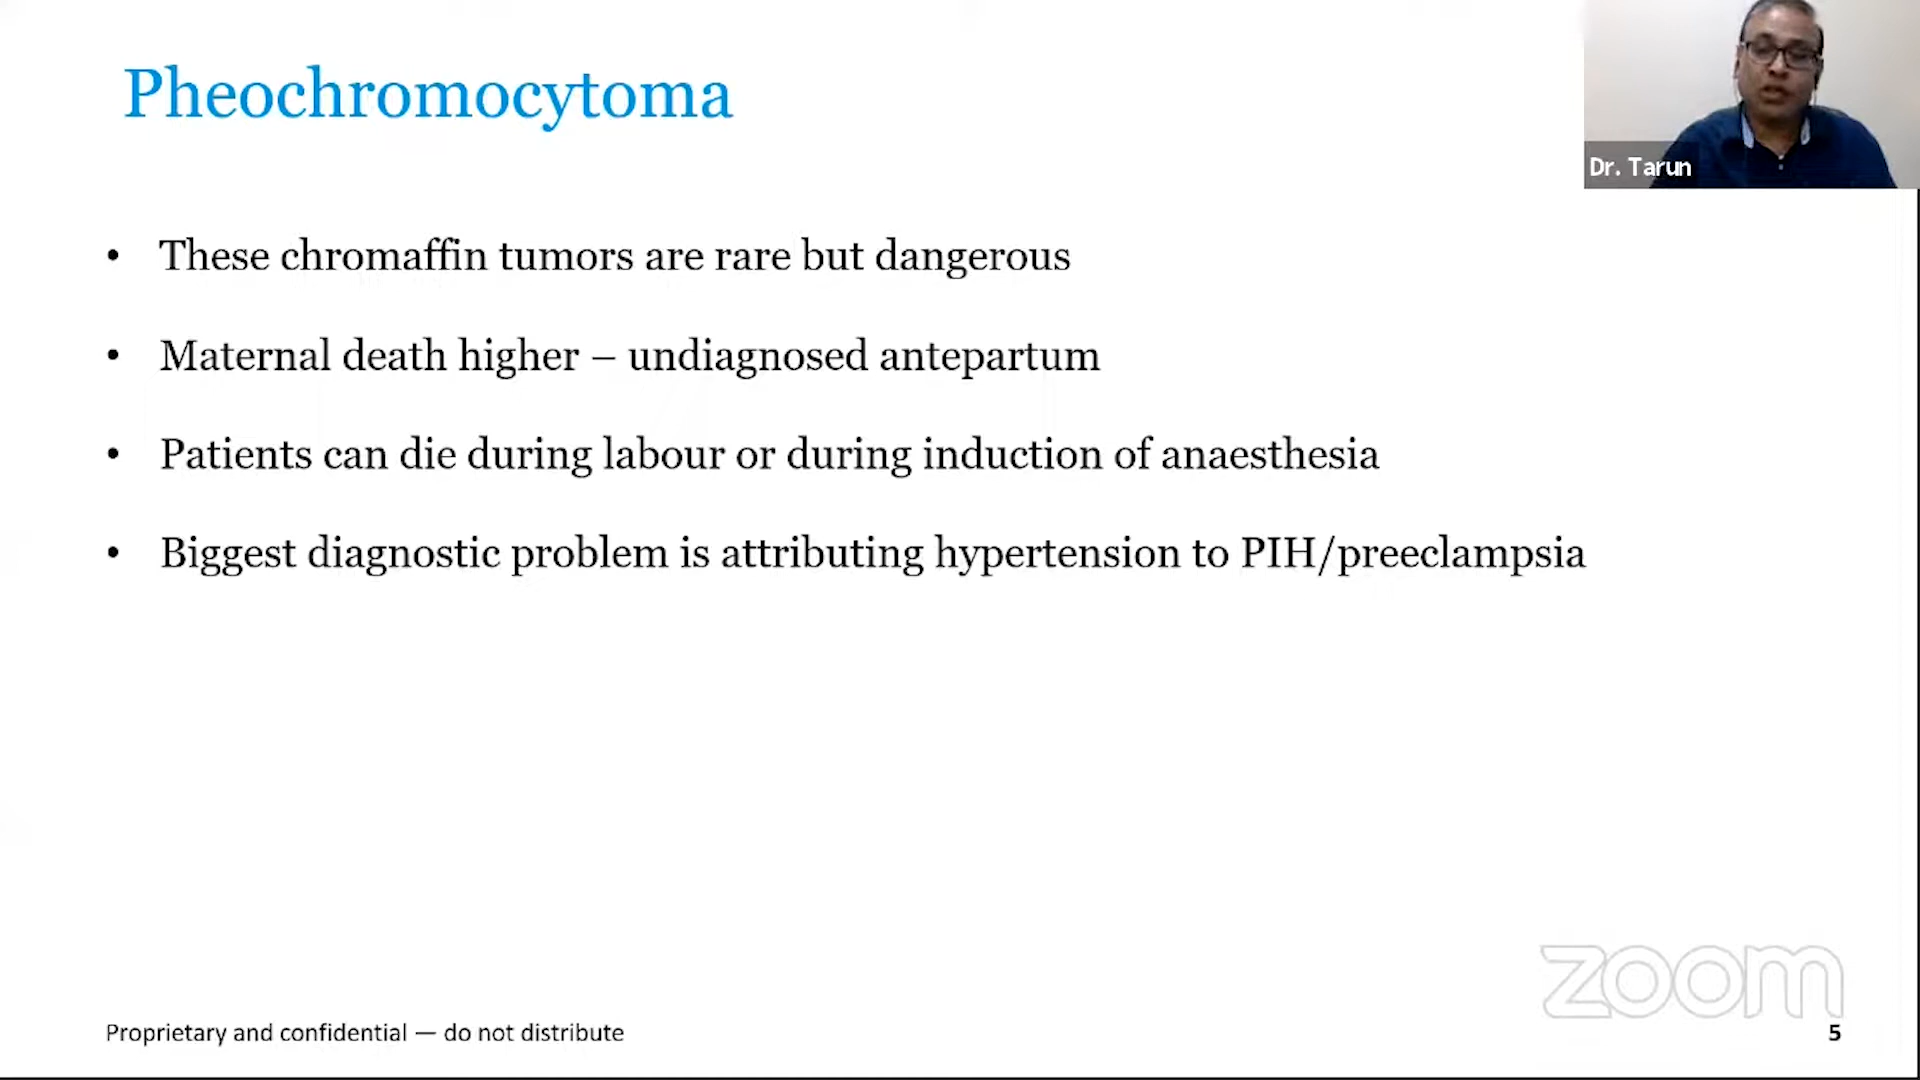 Pheochromocytoma
Dr. Tarun
• These chromaffin tumors are rare but dangerous
• Maternal death higher – undiagnosed antepartum
• Patients can die during labour or during induction of anaesthesia
• Biggest diagnostic problem is attributing hypertension to PIH/preeclampsia
zoom
Proprietary and confidential — do not distribute
5